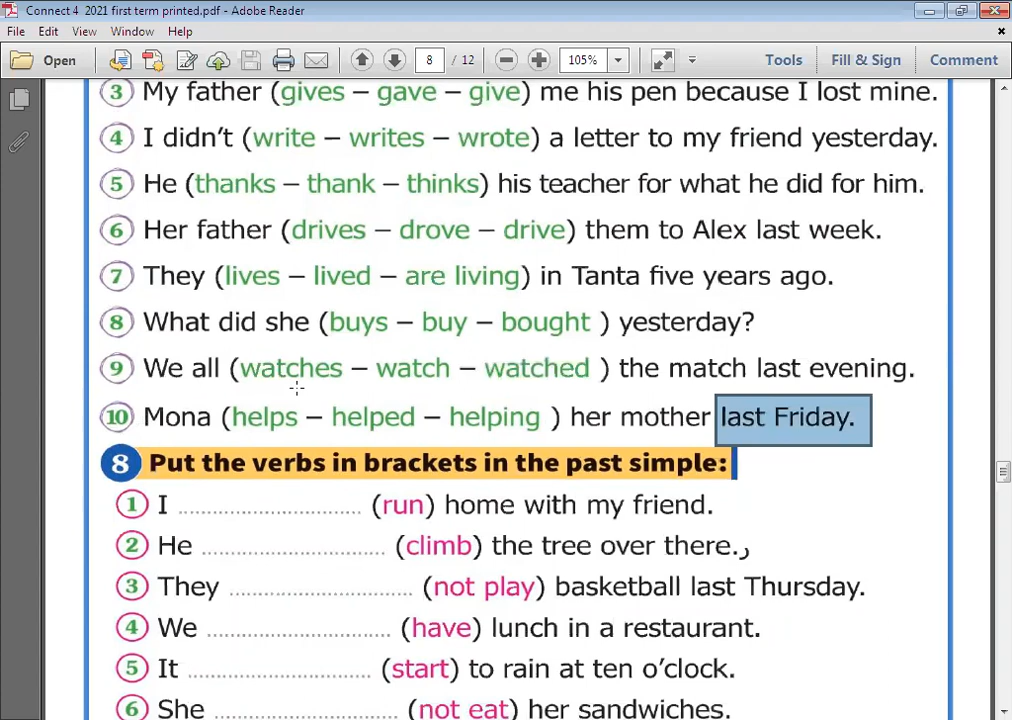 Connect 4 2021 first term printed.pdf - Adobe Reader
File Edit View Window Help
Open 8 / 12 105% Tools Fill & Sign Comment
3 My father (gives – gave – give) me his pen because I lost mine.
4 I didn't (write – writes – wrote) a letter to my friend yesterday.
5 He (thanks – thank – thinks) his teacher for what he did for him.
6 Her father (drives – drove – drive) them to Alex last week.
7 They (lives – lived – are living) in Tanta five years ago.
8 What did she (buys – buy – bought ) yesterday?
9 We all (watches – watch – watched ) the match last evening.
10 Mona (helps – helped – helping ) her mother last Friday.
8 Put the verbs in brackets in the past simple:
1 I ................................ (run) home with my friend.
2 He ................................ (climb) the tree over there.ر
3 They ................................ (not play) basketball last Thursday.
4 We ................................ (have) lunch in a restaurant.
5 It ................................ (start) to rain at ten o'clock.
6 She ................................ (not eat) her sandwiches.